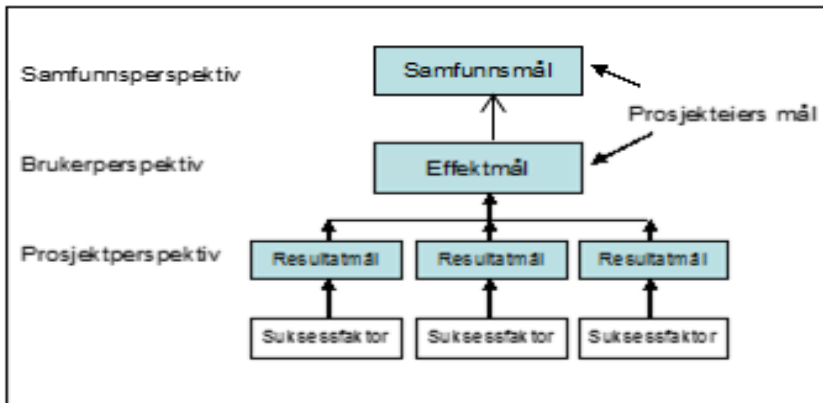 Samfunnsperspektiv
Samfunnsmål
Prosjekteiers mål
Brukerperspektiv
Effektmål
Prosjektperspektiv
Resultatmål
Resultatmål
Resultatmål
Suksessfaktor
Suksessfaktor
Suksessfaktor